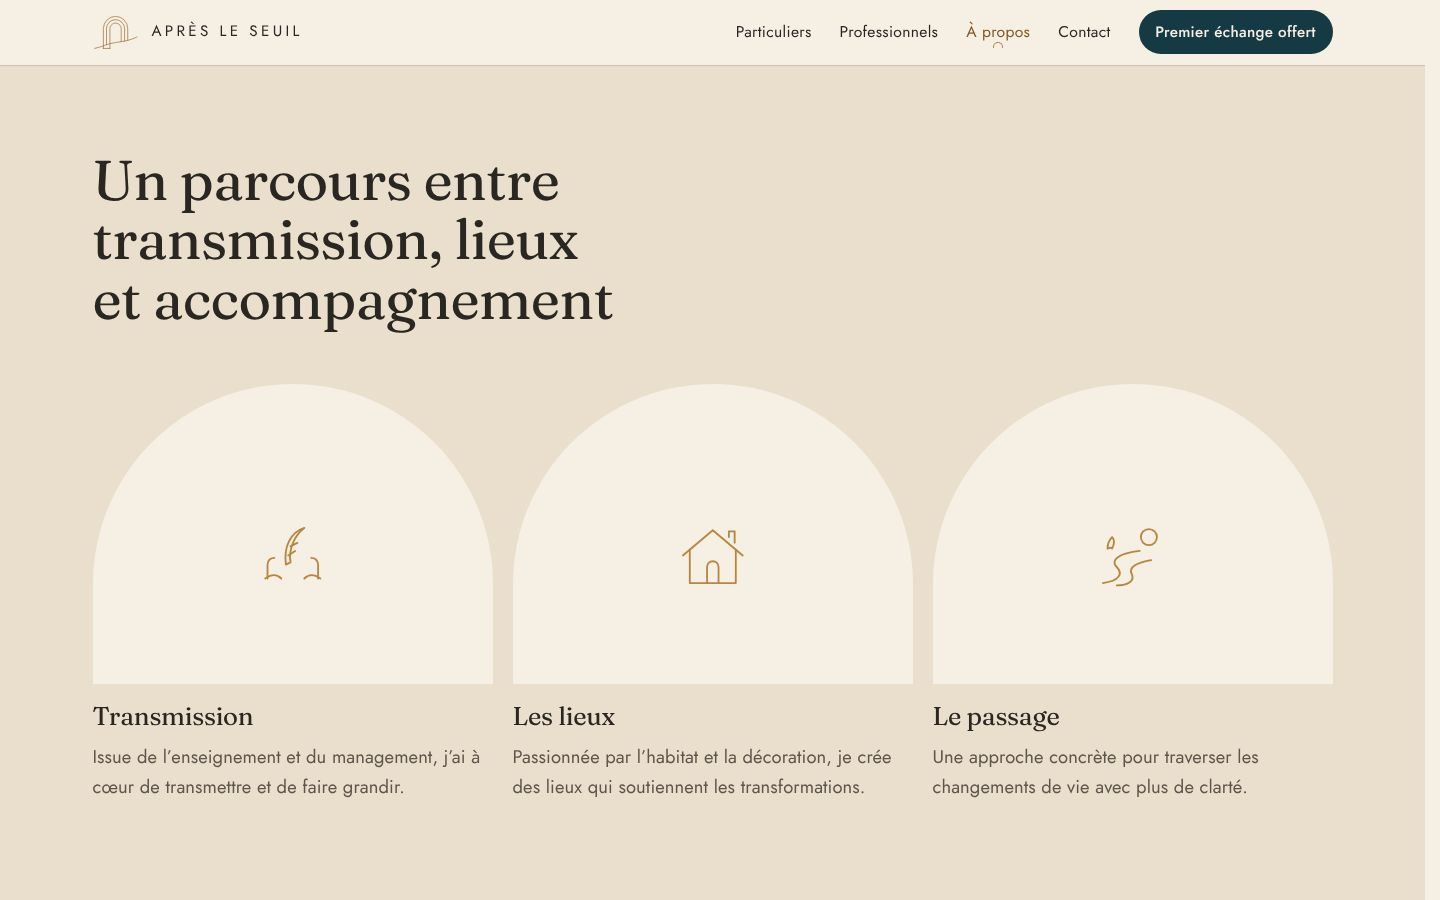 APRÈS LE SEUIL
Particuliers
Professionnels
À propos
Contact
Premier échange offert
Un parcours entre
transmission, lieux
et accompagnement
Transmission
Issue de l’enseignement et du management, j’ai à
cœur de transmettre et de faire grandir.
Les lieux
Passionnée par l’habitat et la décoration, je crée
des lieux qui soutiennent les transformations.
Le passage
Une approche concrète pour traverser les
changements de vie avec plus de clarté.